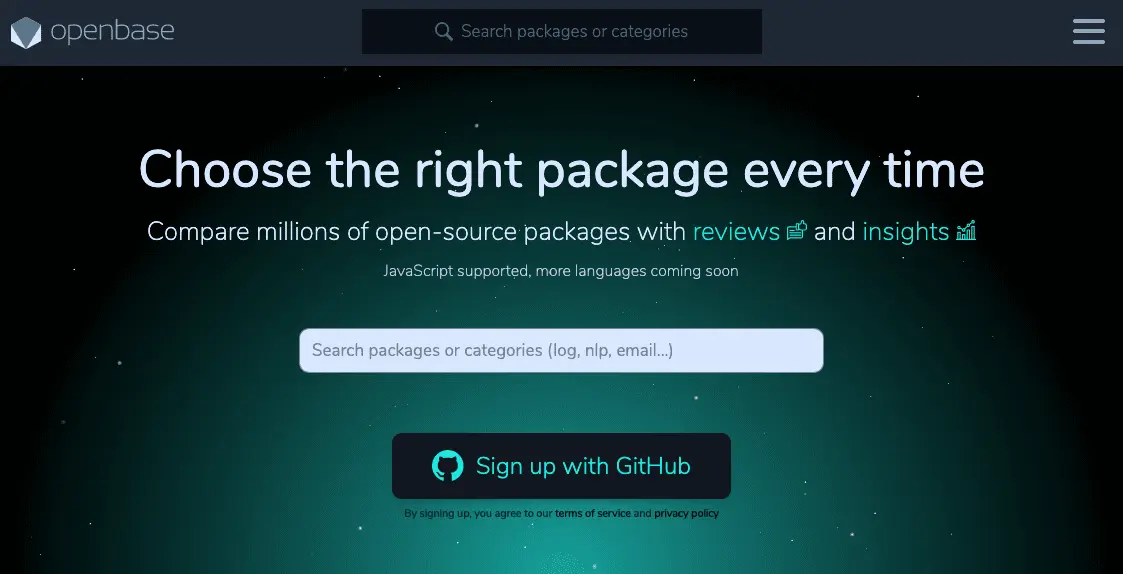 openbase
Search packages or categories
Choose the right package every time
Compare millions of open-source packages with reviews and insights
JavaScript supported, more languages coming soon
Search packages or categories (log, nlp, email...)
Sign up with GitHub
By signing up, you agree to our terms of service and privacy policy